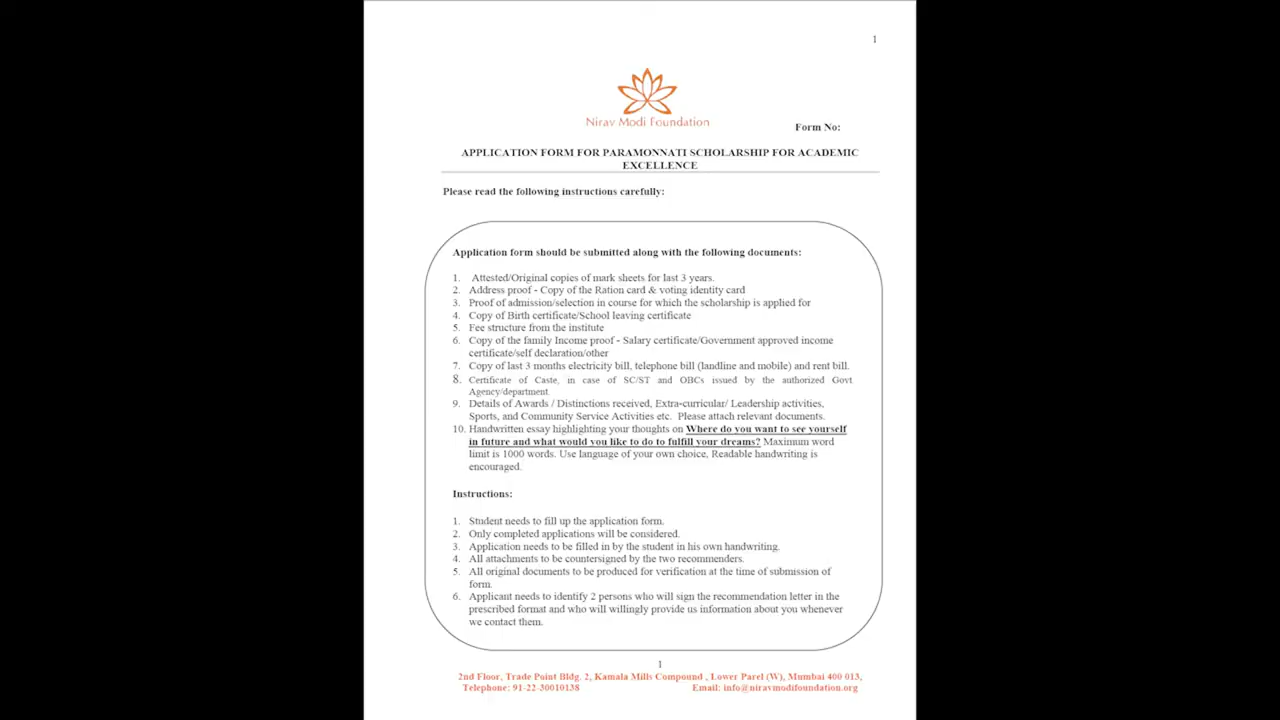 1
Nirav Modi Foundation
Form No:
APPLICATION FORM FOR PARAMONNATI SCHOLARSHIP FOR ACADEMIC
EXCELLENCE
Please read the following instructions carefully:
Application form should be submitted along with the following documents:
1. Attested/Original copies of mark sheets for last 3 years.
2. Address proof - Copy of the Ration card & voting identity card
3. Proof of admission/selection in course for which the scholarship is applied for
4. Copy of Birth certificate/School leaving certificate
5. Fee structure from the institute
6. Copy of the family Income proof - Salary certificate/Government approved income
certificate/self declaration/other
7. Copy of last 3 months electricity bill, telephone bill (landline and mobile) and rent bill.
8. Certificate of Caste, in case of SC/ST and OBCs issued by the authorized Govt
Agency/department.
9. Details of Awards / Distinctions received, Extra-curricular/ Leadership activities,
Sports, and Community Service Activities etc. Please attach relevant documents.
10. Handwritten essay highlighting your thoughts on Where do you want to see yourself
in future and what would you like to do to fulfill your dreams? Maximum word
limit is 1000 words. Use language of your own choice, Readable handwriting is
encouraged.
Instructions:
1. Student needs to fill up the application form.
2. Only completed applications will be considered.
3. Application needs to be filled in by the student in his own handwriting.
4. All attachments to be countersigned by the two recommenders.
5. All original documents to be produced for verification at the time of submission of
form.
6. Applicant needs to identify 2 persons who will sign the recommendation letter in the
prescribed format and who will willingly provide us information about you whenever
we contact them.
1
2nd Floor, Trade Point Bldg. 2, Kamala Mills Compound , Lower Parel (W), Mumbai 400 013,
Telephone: 91-22-30010138 Email: info@niravmodifoundation.org